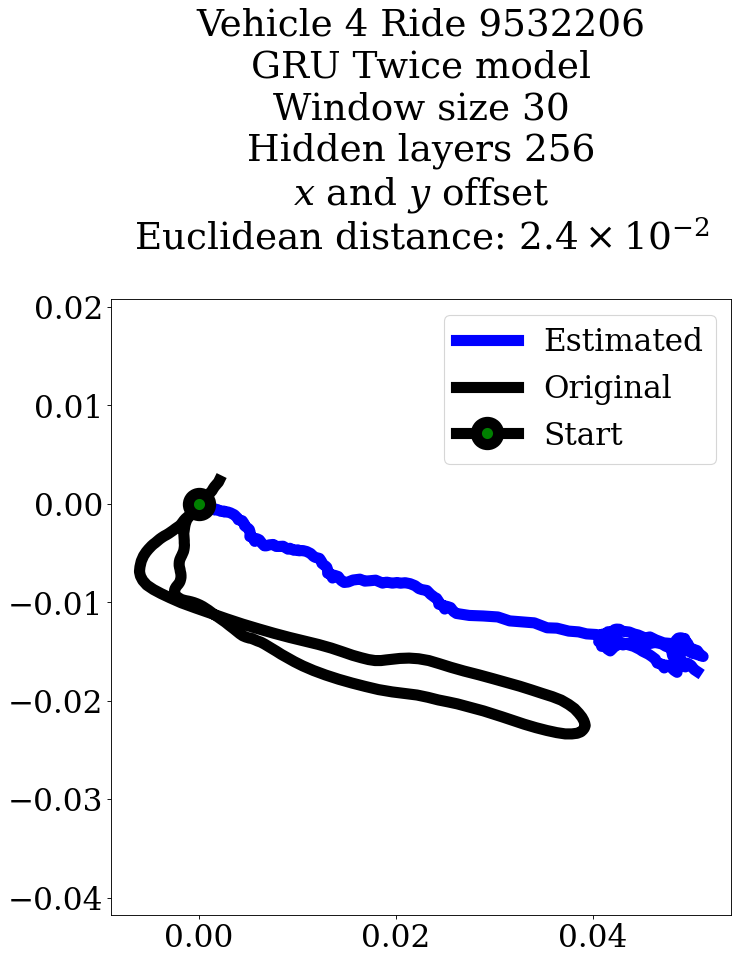 Vehicle 4 Ride 9532206
GRU Twice model
Window size 30
Hidden layers 256
x and y offset
Euclidean distance: 2.4 × 10⁻²
Estimated
Original
Start
0.02
0.01
0.00
−0.01
−0.02
−0.03
−0.04
0.00 0.02 0.04